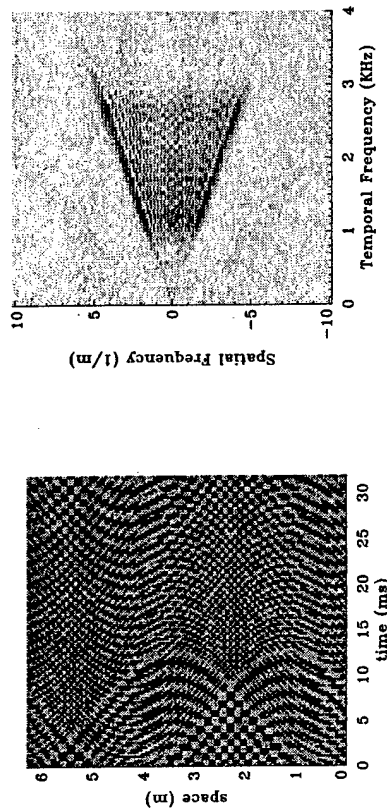 space (m)
6
5
4
3
2
1
0
0 5 10 15 20 25 30
time (ms)
Spatial Frequency (1/m)
10
5
0
-5
-10
0 1 2 3 4
Temporal Frequency (KHz)